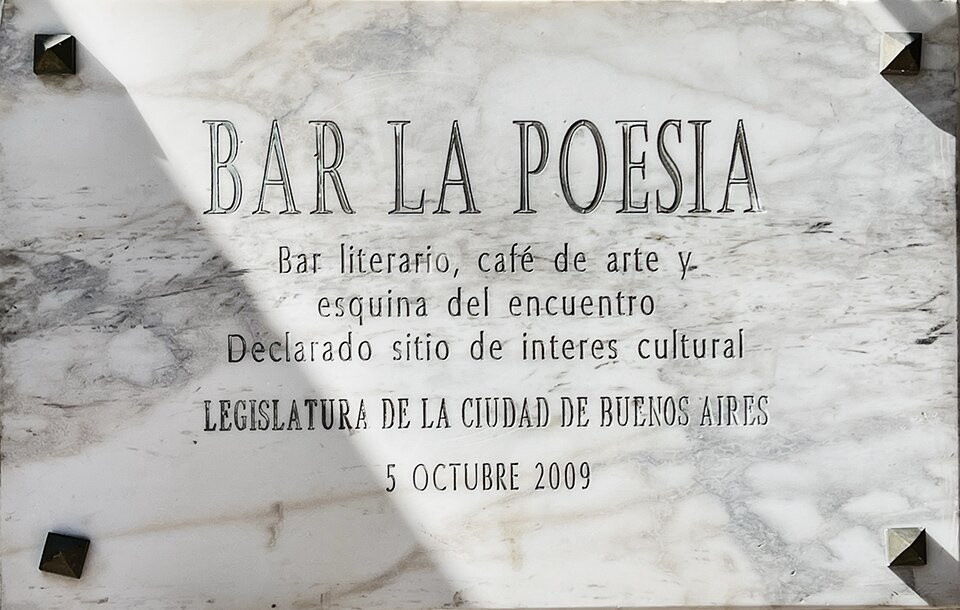 BAR LA POESIA
Bar literario, café de arte y
esquina del encuentro
Declarado sitio de interes cultural
LEGISLATURA DE LA CIUDAD DE BUENOS AIRES
5 OCTUBRE 2009